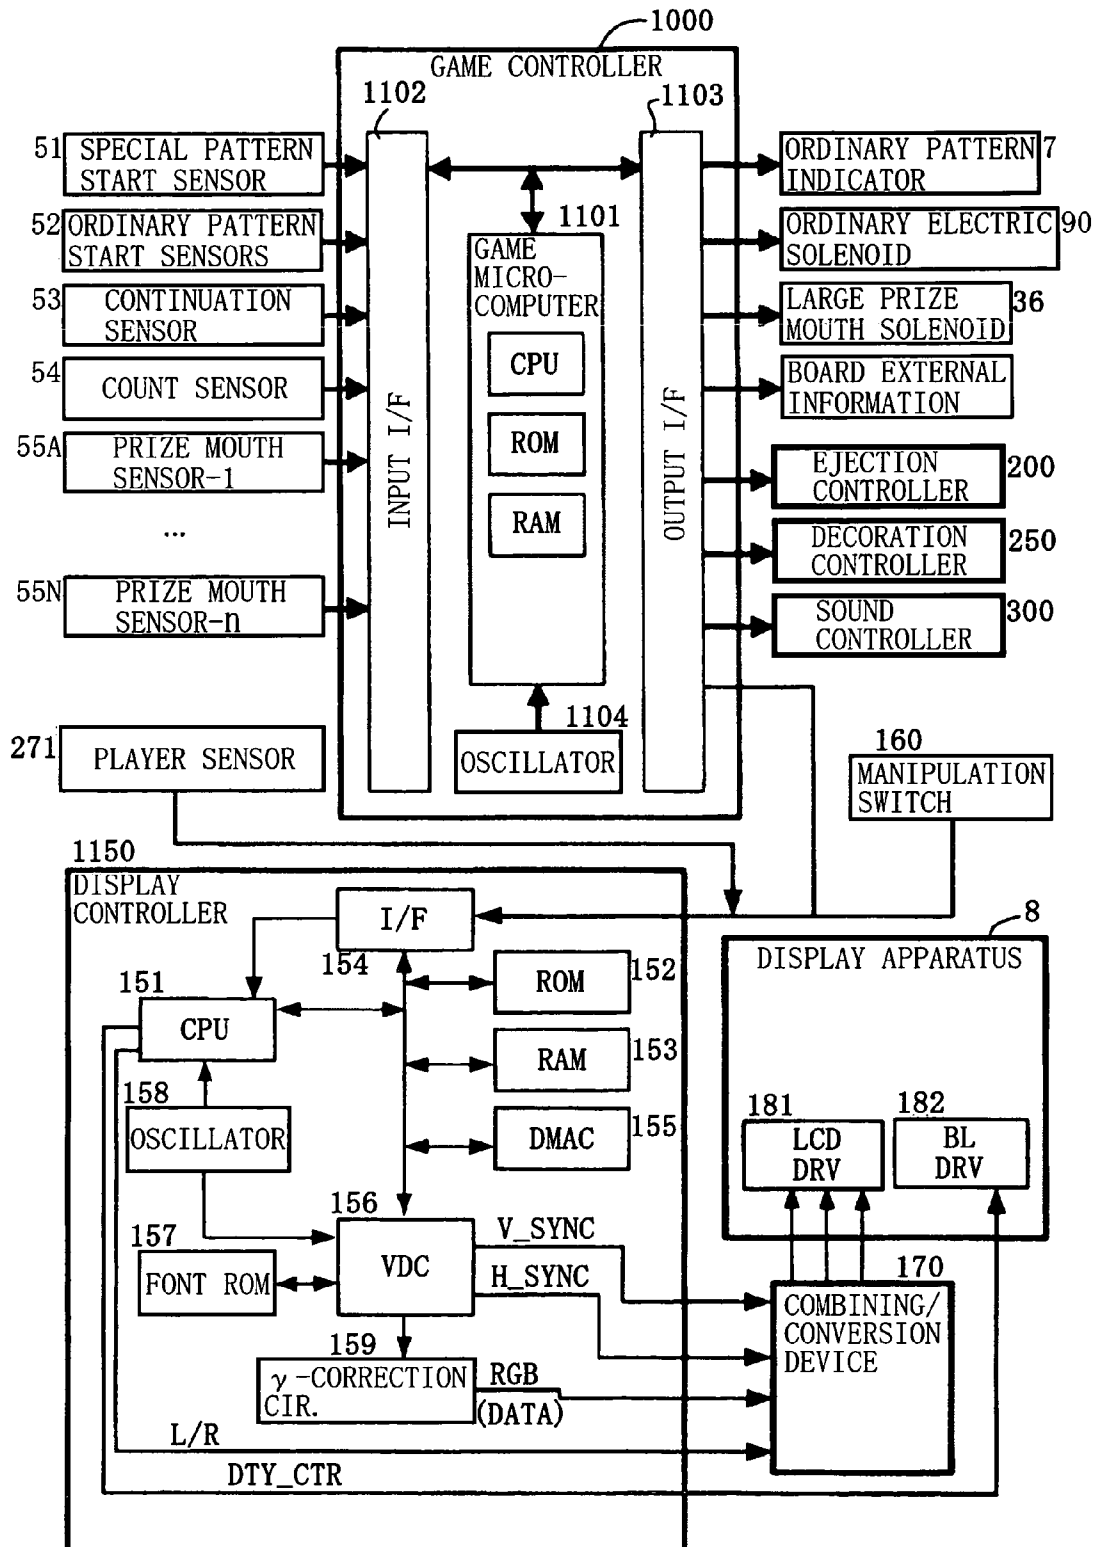 1000
GAME CONTROLLER
1102
1103
51
SPECIAL PATTERN
START SENSOR
52
ORDINARY PATTERN
START SENSORS
53
CONTINUATION
SENSOR
54
COUNT SENSOR
55A
PRIZE MOUTH
SENSOR-1
...
55N
PRIZE MOUTH
SENSOR-n
INPUT I/F
1101
GAME
MICRO-
COMPUTER
CPU
ROM
RAM
1104
OSCILLATOR
OUTPUT I/F
ORDINARY PATTERN
INDICATOR
7
ORDINARY ELECTRIC
SOLENOID
90
LARGE PRIZE
MOUTH SOLENOID
36
BOARD EXTERNAL
INFORMATION
EJECTION
CONTROLLER
200
DECORATION
CONTROLLER
250
SOUND
CONTROLLER
300
271
PLAYER SENSOR
160
MANIPULATION
SWITCH
1150
DISPLAY
CONTROLLER
I/F
154
151
CPU
ROM
152
RAM
153
DMAC
155
158
OSCILLATOR
156
VDC
157
FONT ROM
159
γ-CORRECTION
CIR.
V_SYNC
H_SYNC
RGB
(DATA)
L/R
DTY_CTR
8
DISPLAY APPARATUS
181
LCD
DRV
182
BL
DRV
170
COMBINING/
CONVERSION
DEVICE